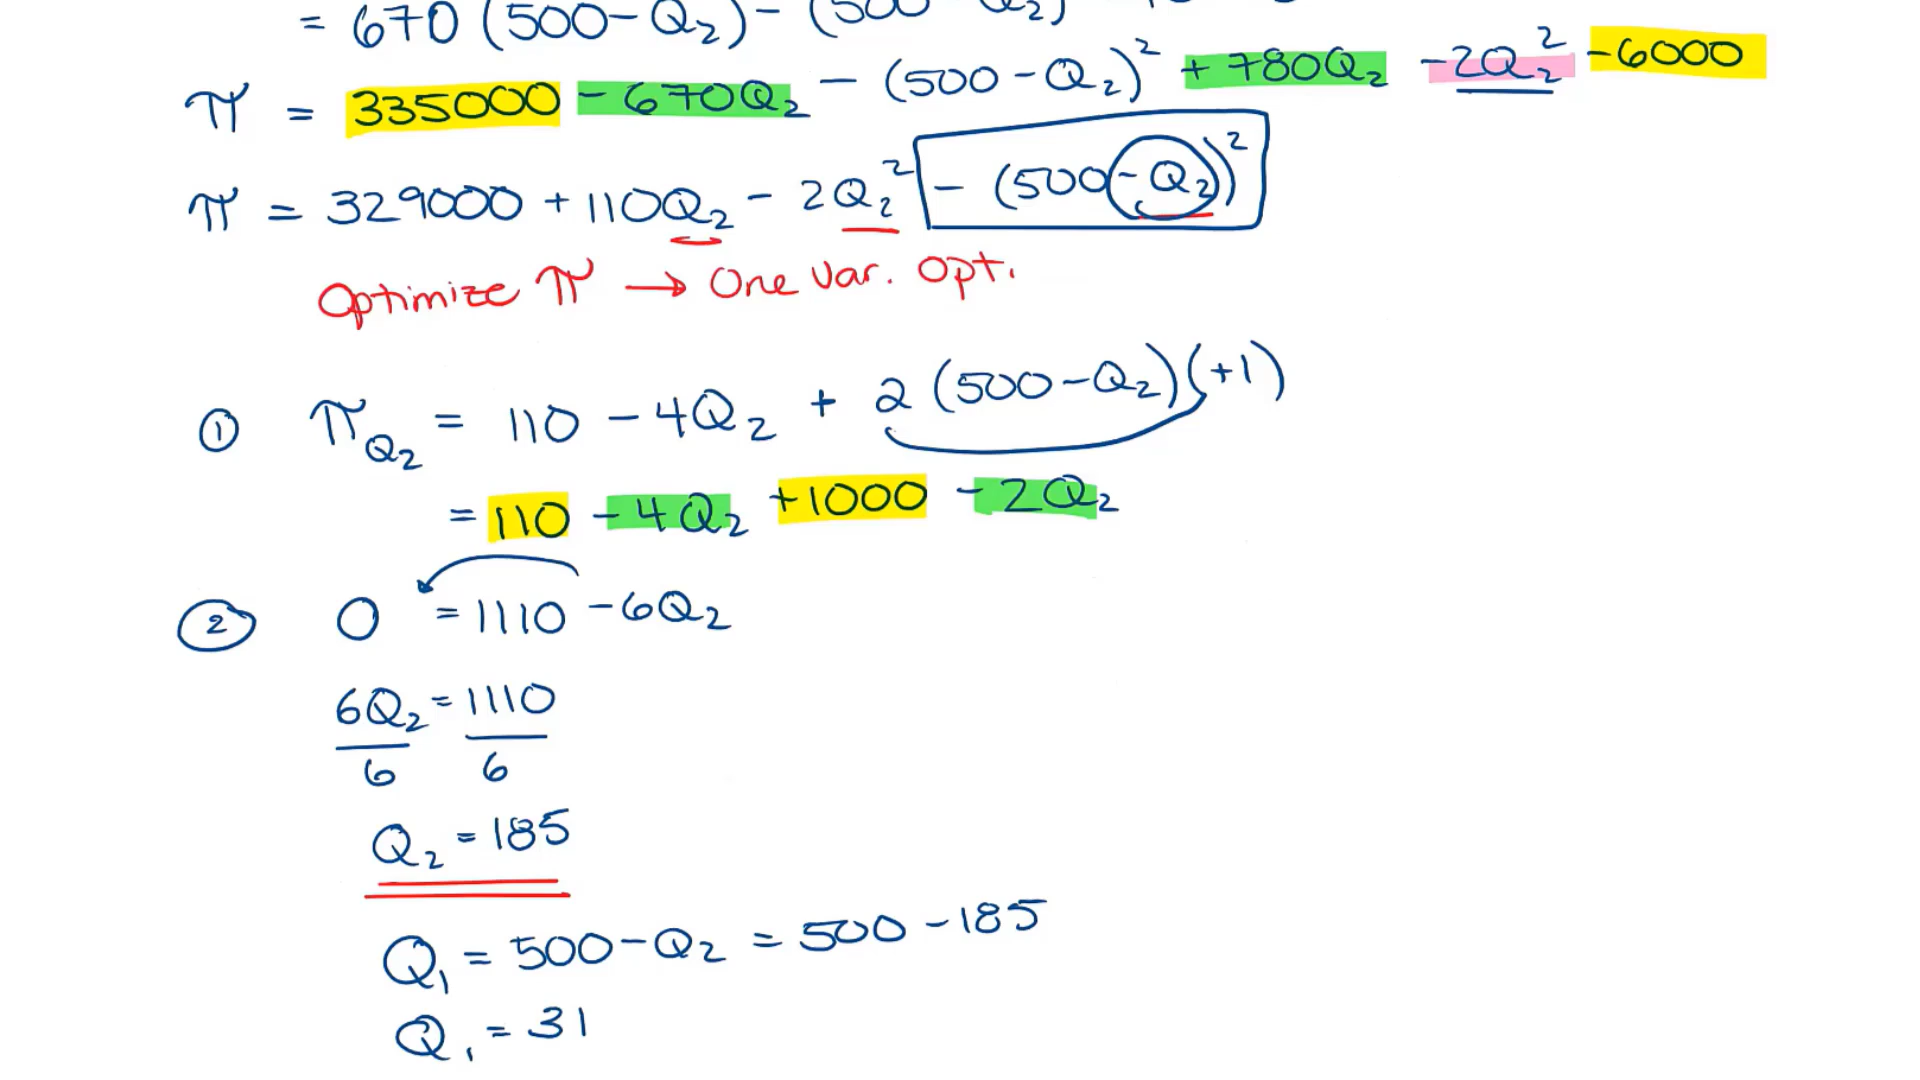 = 670 (500-Q₂) - (500 Q₂)
π = 335000 - 670Q₂ - (500-Q₂)² + 780Q₂ - 2Q₂² - 6000
π = 329000 + 110Q₂ - 2Q₂² - (500-Q₂)²
Optimize π → One Var. Opt.
① π_Q₂ = 110 - 4Q₂ + 2(500-Q₂)(+1)
= 110 - 4Q₂ + 1000 - 2Q₂
② 0 = 1110 - 6Q₂
6Q₂ = 1110
6 6
Q₂ = 185
Q₁ = 500 - Q₂ = 500 - 185
Q₁ = 31